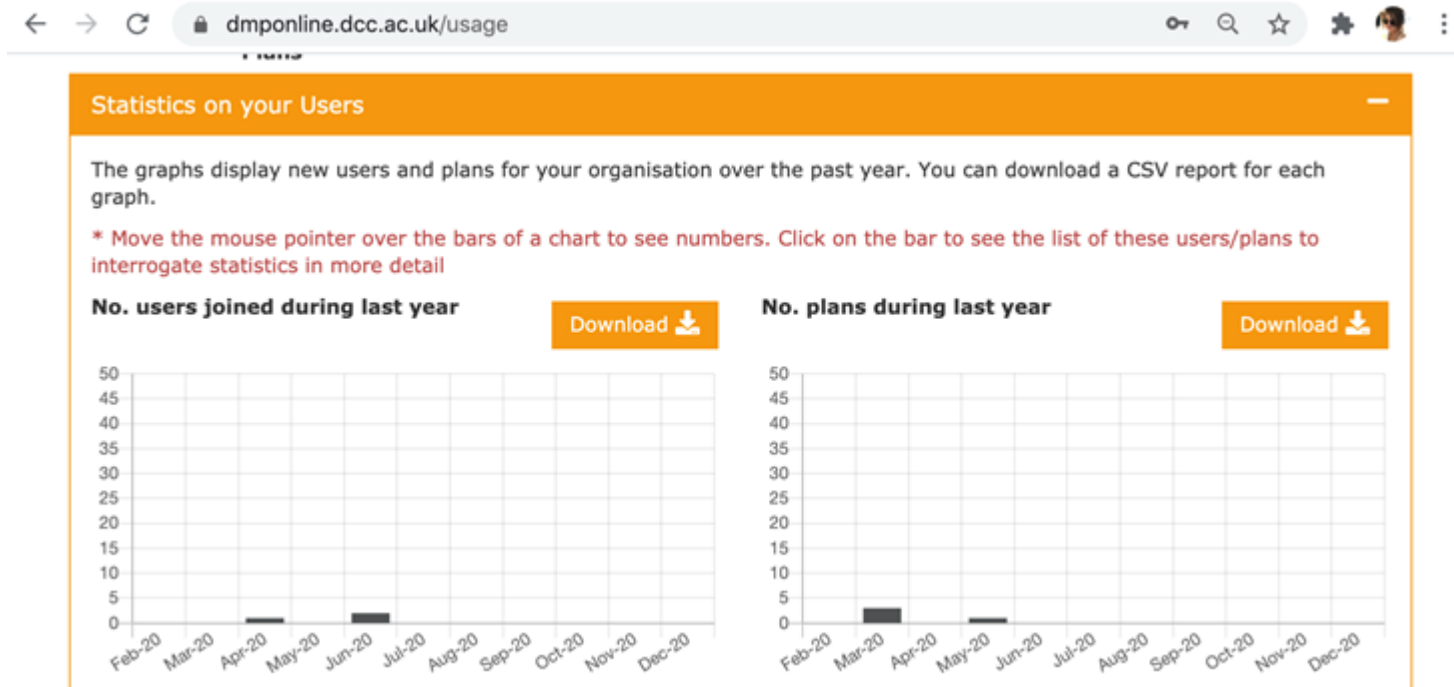 dmponline.dcc.ac.uk/usage
Plans
Statistics on your Users
The graphs display new users and plans for your organisation over the past year. You can download a CSV report for each
graph.
* Move the mouse pointer over the bars of a chart to see numbers. Click on the bar to see the list of these users/plans to
interrogate statistics in more detail
No. users joined during last year
Download
50
45
40
35
30
25
20
15
10
5
0
Feb-20 Mar-20 Apr-20 May-20 Jun-20 Jul-20 Aug-20 Sep-20 Oct-20 Nov-20 Dec-20
No. plans during last year
Download
50
45
40
35
30
25
20
15
10
5
0
Feb-20 Mar-20 Apr-20 May-20 Jun-20 Jul-20 Aug-20 Sep-20 Oct-20 Nov-20 Dec-20